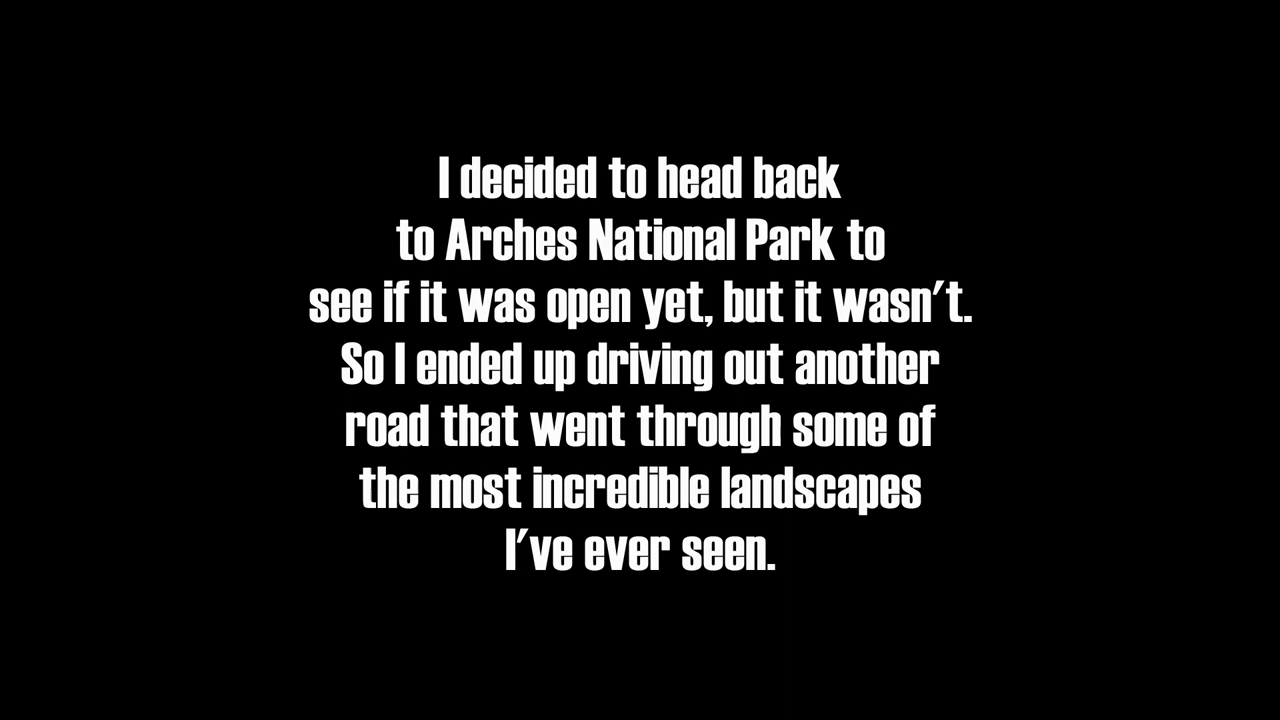 I decided to head back
to Arches National Park to
see if it was open yet, but it wasn't.
So I ended up driving out another
road that went through some of
the most incredible landscapes
I've ever seen.